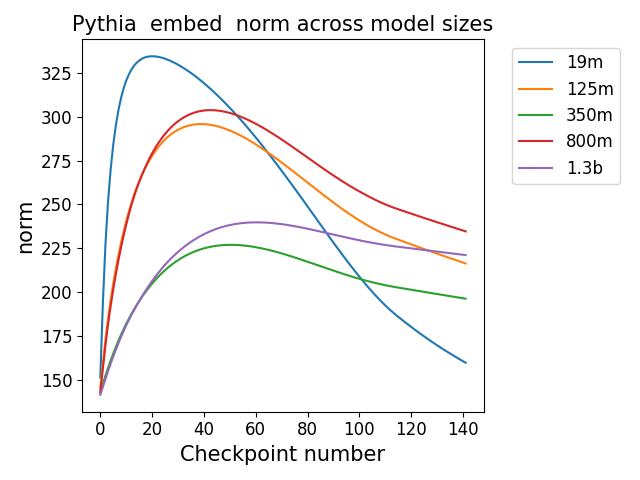 Pythia  embed  norm across model sizes
norm
325
300
275
250
225
200
175
150
0 20 40 60 80 100 120 140
Checkpoint number
19m
125m
350m
800m
1.3b